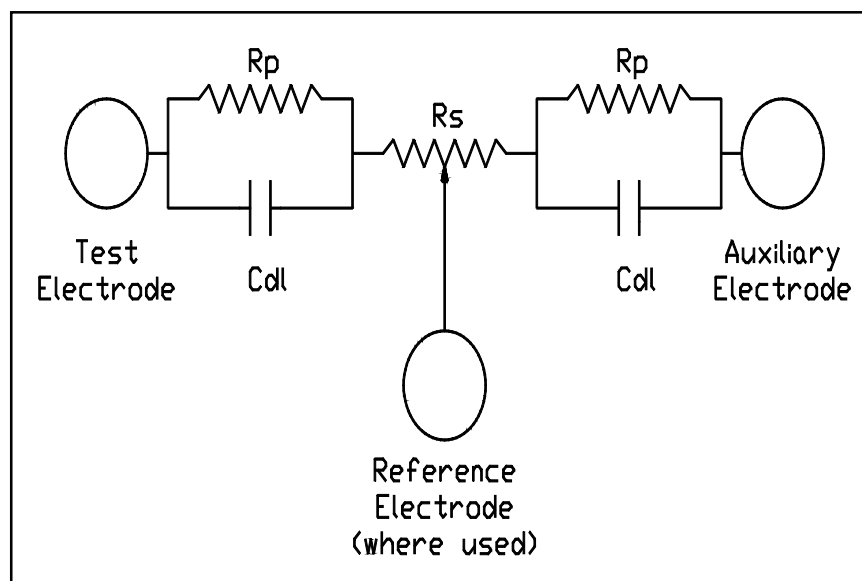 Rp
Rp
Rs
Cdl
Cdl
Test
Electrode
Auxiliary
Electrode
Reference
Electrode
(where used)